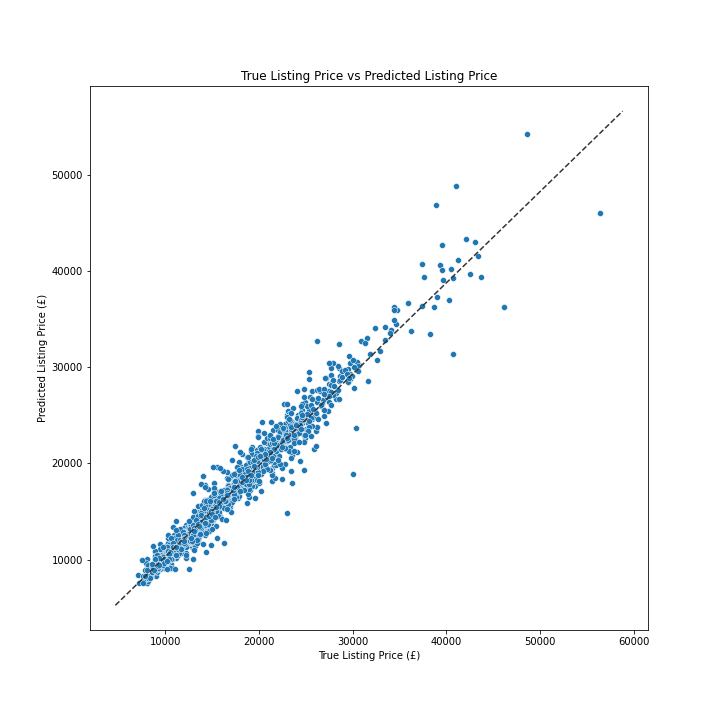 True Listing Price vs Predicted Listing Price
50000
40000
30000
20000
10000
Predicted Listing Price (£)
10000 20000 30000 40000 50000 60000
True Listing Price (£)